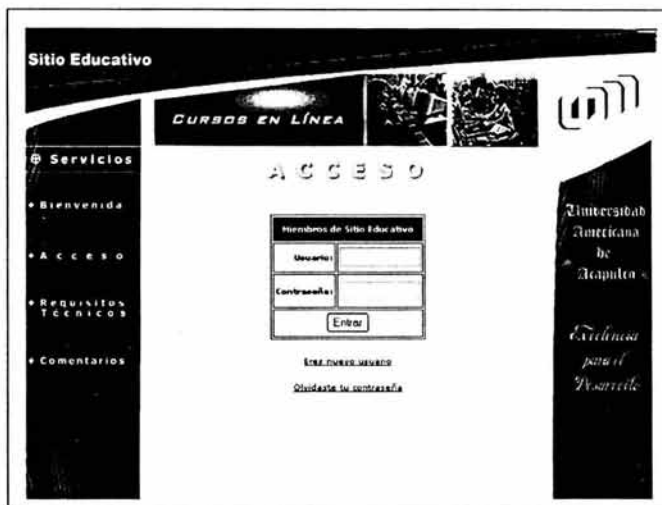 Sitio Educativo
CURSOS EN LÍNEA
Servicios
Bienvenida
Acceso
Requisitos
Técnicos
Comentarios
ACCESO
Miembros de Sitio Educativo
Usuario:
Contraseña:
Entrar
Eres nuevo usuario
Olvidaste tu contraseña
Universidad
Americana
de
Acapulco
Excelencia
para el
Desarrollo